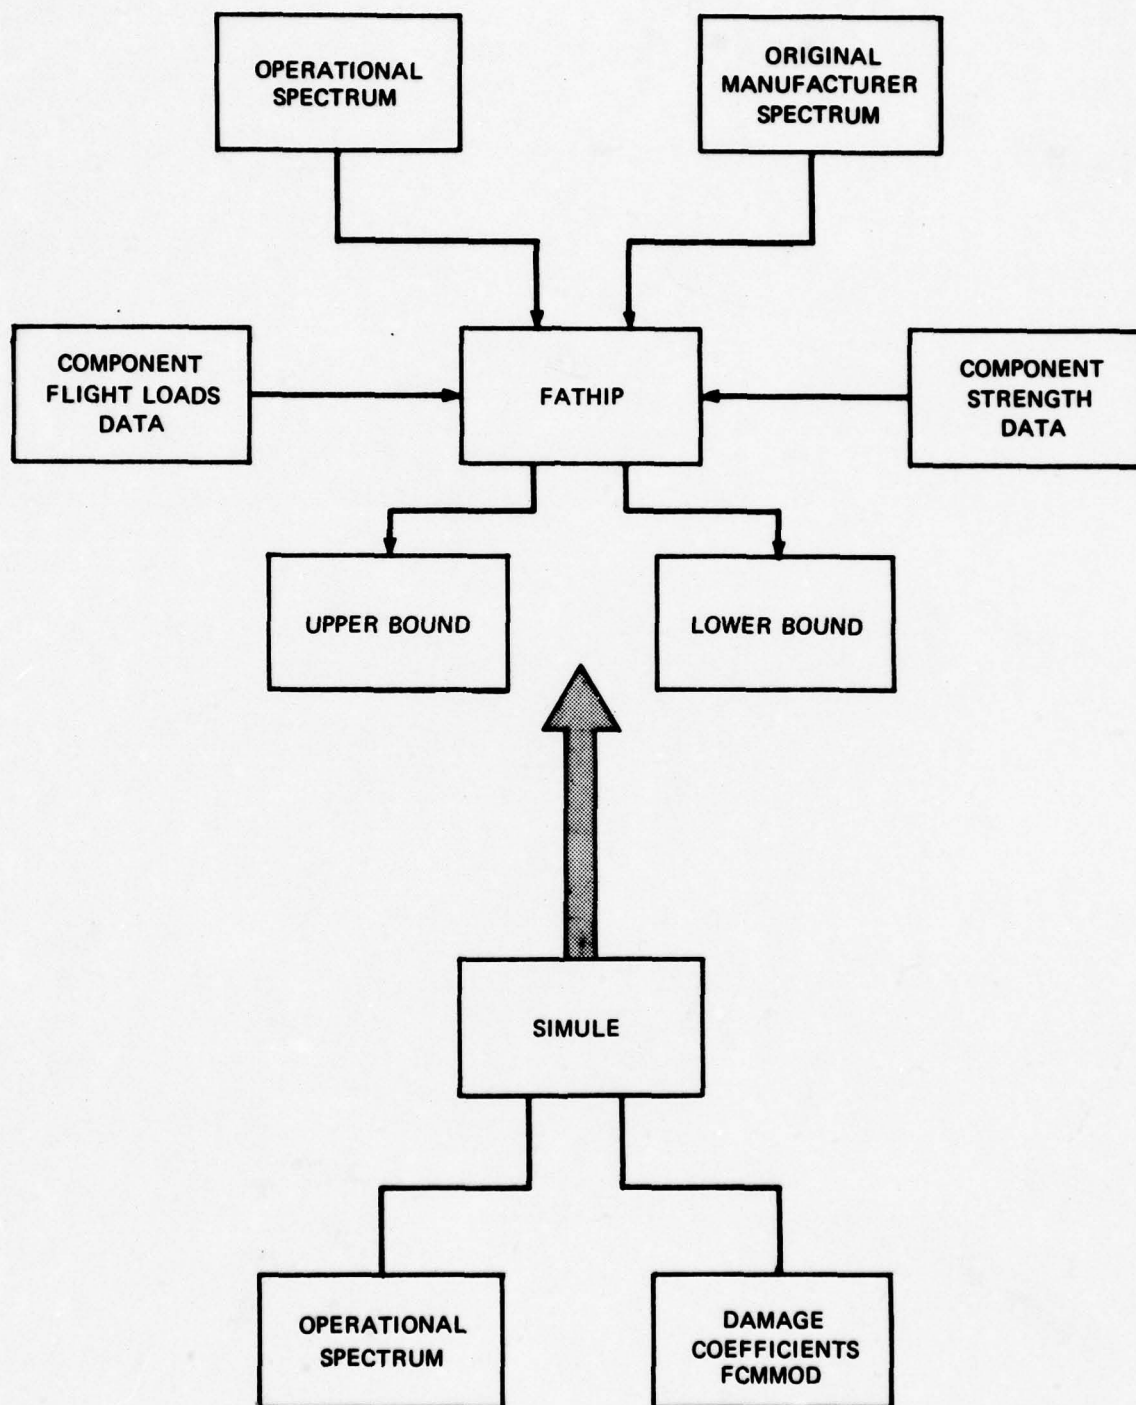 OPERATIONAL
SPECTRUM
ORIGINAL
MANUFACTURER
SPECTRUM
COMPONENT
FLIGHT LOADS
DATA
FATHIP
COMPONENT
STRENGTH
DATA
UPPER BOUND
LOWER BOUND
SIMULE
OPERATIONAL
SPECTRUM
DAMAGE
COEFFICIENTS
FCMMOD